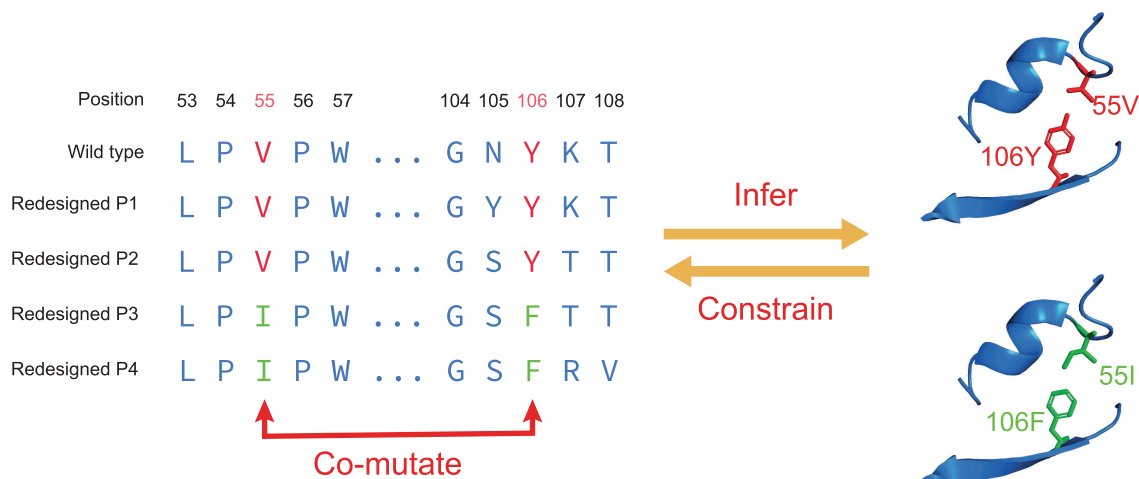 Position 53 54 55 56 57 104 105 106 107 108
Wild type L P V P W ... G N Y K T
Redesigned P1 L P V P W ... G Y Y K T
Redesigned P2 L P V P W ... G S Y T T
Redesigned P3 L P I P W ... G S F T T
Redesigned P4 L P I P W ... G S F R V
Co-mutate
Infer
Constrain
55V
106Y
55I
106F